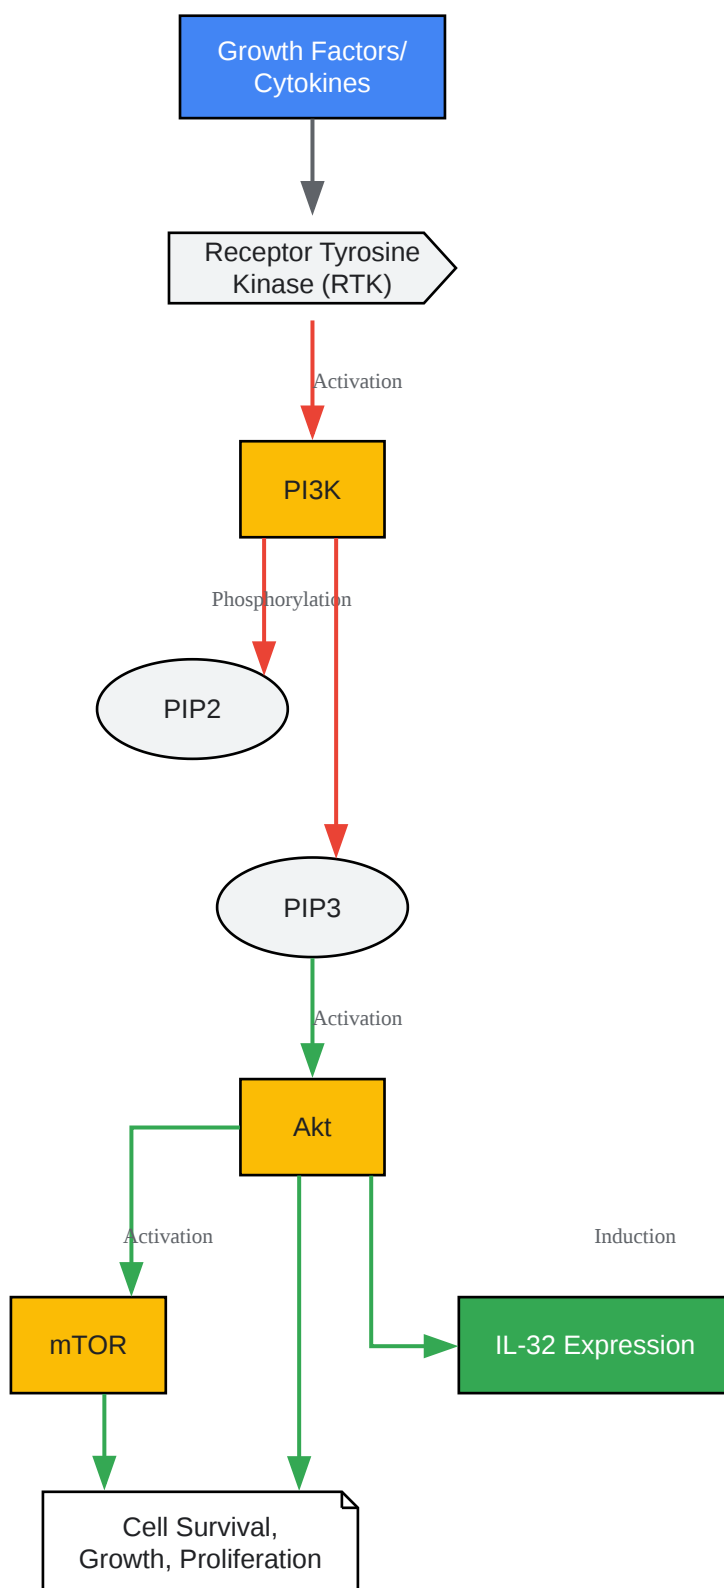 Growth Factors/
Cytokines
Receptor Tyrosine
Kinase (RTK)
Activation
PI3K
Phosphorylation
PIP2
PIP3
Activation
Akt
Activation
Induction
mTOR
IL-32 Expression
Cell Survival,
Growth, Proliferation